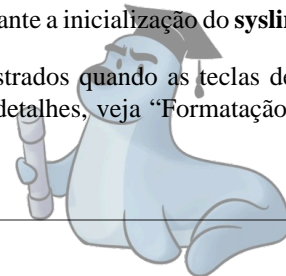 ante a inicialização do syslin
strados quando as teclas de
detalhes, veja “Formatação